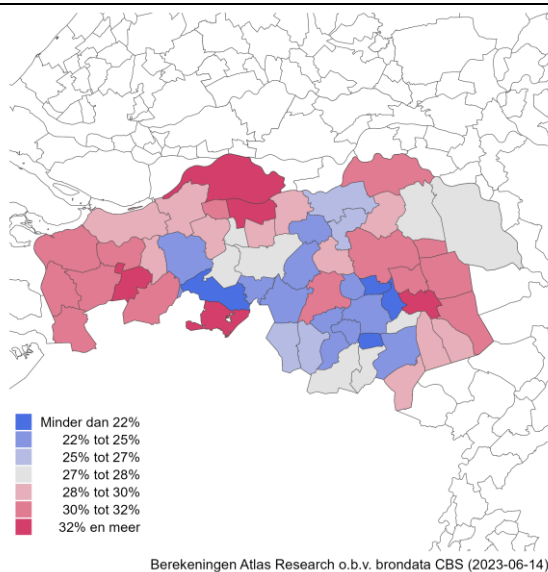 Minder dan 22%
22% tot 25%
25% tot 27%
27% tot 28%
28% tot 30%
30% tot 32%
32% en meer
Berekeningen Atlas Research o.b.v. brondata CBS (2023-06-14)